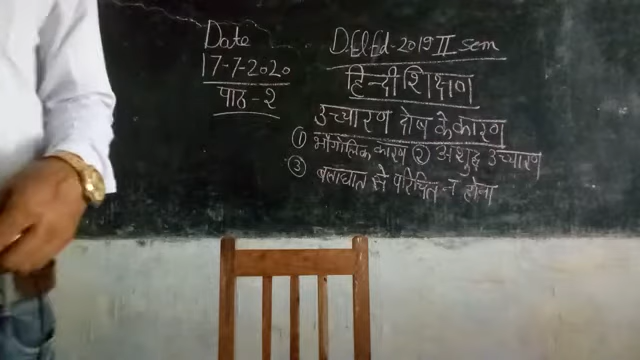 Date
17-7-2020
पाठ-२
D.El.Ed-2019 II sem
हिन्दी शिक्षण
उच्चारण दोष के कारण
① भौगोलिक कारण ② अशुद्ध उच्चारण
③ बलाघात से परिचित न होना